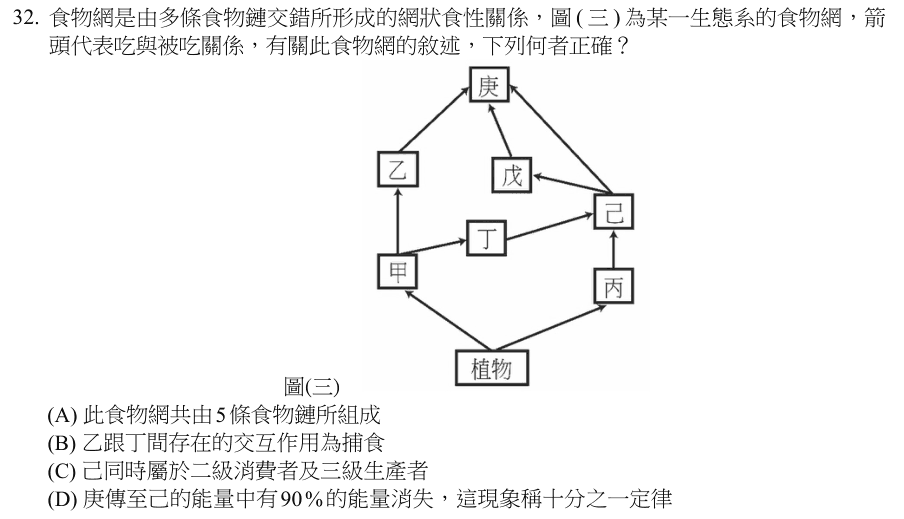 32. 食物網是由多條食物鏈交錯所形成的網狀食性關係，圖(三)為某一生態系的食物網，箭
頭代表吃與被吃關係，有關此食物網的敘述，下列何者正確？
庚
乙
戊
己
丁
甲
丙
植物
圖(三)
(A) 此食物網共由5條食物鏈所組成
(B) 乙跟丁間存在的交互作用為捕食
(C) 己同時屬於二級消費者及三級生產者
(D) 庚傳至己的能量中有90%的能量消失，這現象稱十分之一定律